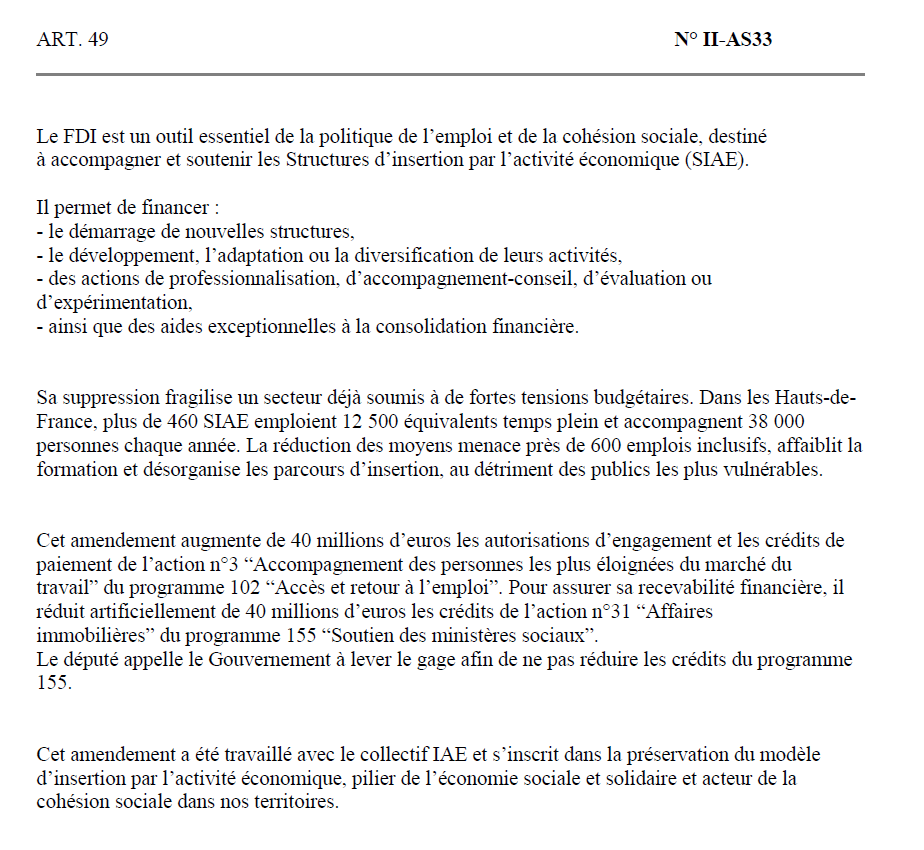 ART. 49 N° II-AS33
Le FDI est un outil essentiel de la politique de l’emploi et de la cohésion sociale, destiné
à accompagner et soutenir les Structures d’insertion par l’activité économique (SIAE).
Il permet de financer :
- le démarrage de nouvelles structures,
- le développement, l’adaptation ou la diversification de leurs activités,
- des actions de professionnalisation, d’accompagnement-conseil, d’évaluation ou
d’expérimentation,
- ainsi que des aides exceptionnelles à la consolidation financière.
Sa suppression fragilise un secteur déjà soumis à de fortes tensions budgétaires. Dans les Hauts-de-
France, plus de 460 SIAE emploient 12 500 équivalents temps plein et accompagnent 38 000
personnes chaque année. La réduction des moyens menace près de 600 emplois inclusifs, affaiblit la
formation et désorganise les parcours d’insertion, au détriment des publics les plus vulnérables.
Cet amendement augmente de 40 millions d’euros les autorisations d’engagement et les crédits de
paiement de l’action n°3 “Accompagnement des personnes les plus éloignées du marché du
travail” du programme 102 “Accès et retour à l’emploi”. Pour assurer sa recevabilité financière, il
réduit artificiellement de 40 millions d’euros les crédits de l’action n°31 “Affaires
immobilières” du programme 155 “Soutien des ministères sociaux”.
Le député appelle le Gouvernement à lever le gage afin de ne pas réduire les crédits du programme
155.
Cet amendement a été travaillé avec le collectif IAE et s’inscrit dans la préservation du modèle
d’insertion par l’activité économique, pilier de l’économie sociale et solidaire et acteur de la
cohésion sociale dans nos territoires.